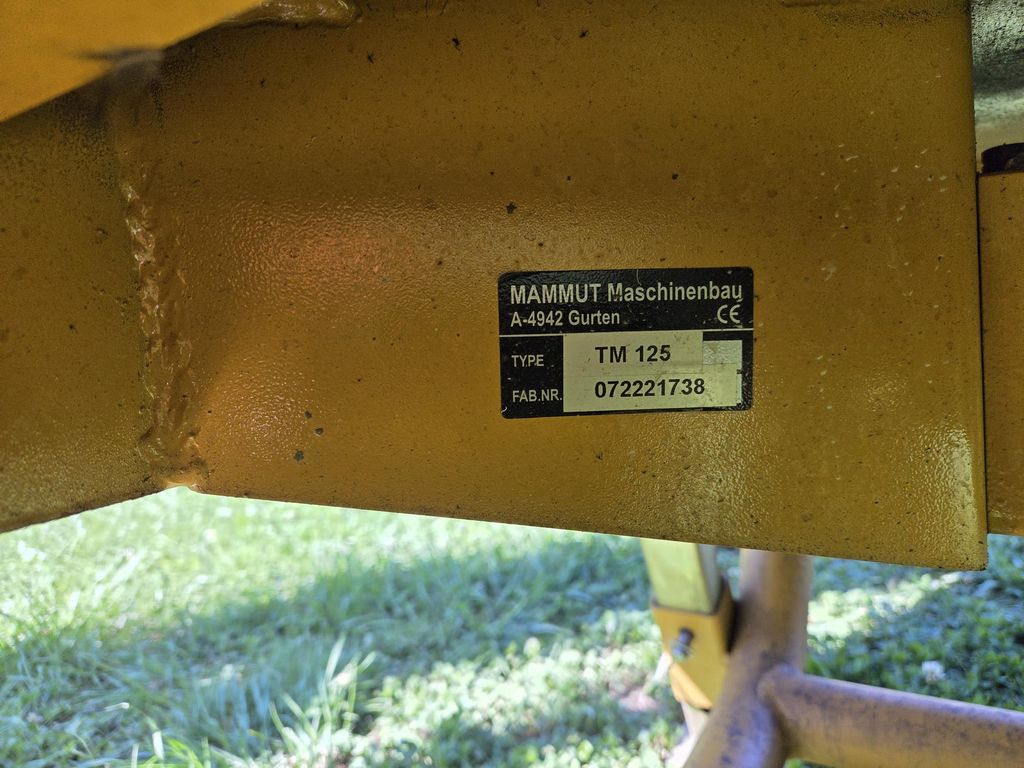 MAMMUT Maschinenbau
A-4942 Gurten CE
TYPE TM 125
FAB.NR. 072221738